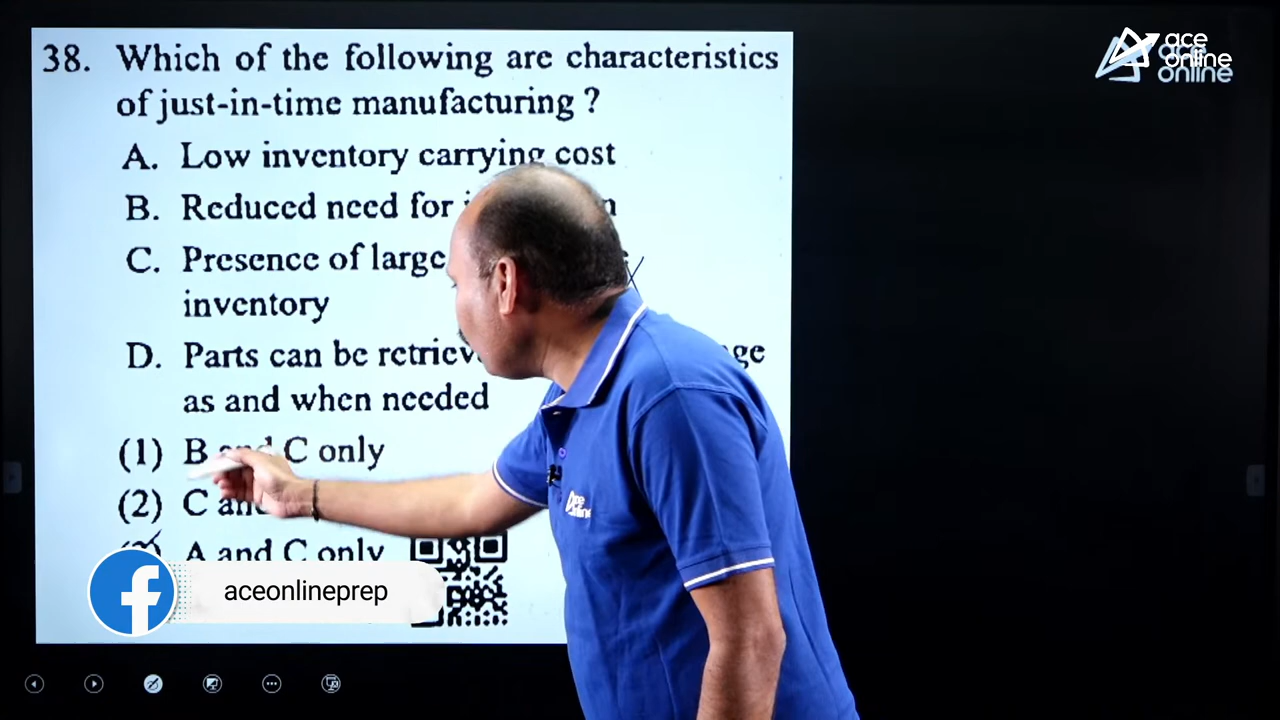 38. Which of the following are characteristics
of just-in-time manufacturing ?
A. Low inventory carrying cost
B. Reduced need for
C. Presence of large
inventory
D. Parts can be
as and when needed
(1) B and C only
(2) C
A and C only
aceonlineprep
ace
online
ace
online